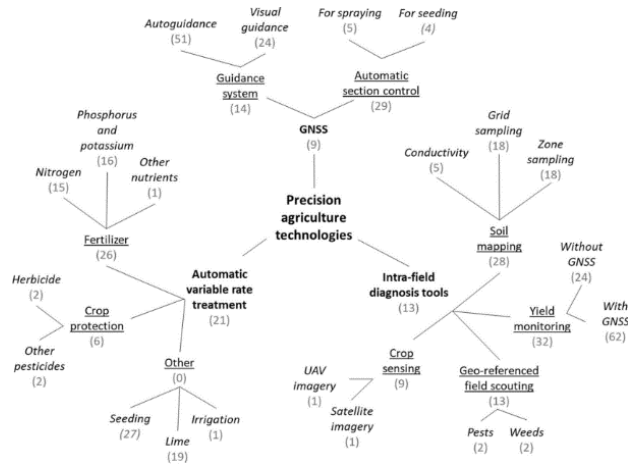 Autoguidance
(51)
Visual
guidance
(24)
For spraying
(5)
For seeding
(4)
Guidance
system
(14)
Automatic
section control
(29)
GNSS
(9)
Phosphorus
and
potassium
(16)
Nitrogen
(15)
Other
nutrients
(1)
Fertilizer
(26)
Grid
sampling
(18)
Conductivity
(5)
Zone
sampling
(18)
Soil
mapping
(28)
Precision
agriculture
technologies
Automatic
variable rate
treatment
(21)
Intra-field
diagnosis tools
(13)
Without
GNSS
(24)
With
GNSS
(62)
Yield
monitoring
(32)
Herbicide
(2)
Crop
protection
(6)
Other
pesticides
(2)
Other
(0)
Seeding
(27)
Lime
(19)
Irrigation
(1)
Crop
sensing
(9)
UAV
imagery
(1)
Satellite
imagery
(1)
Geo-referenced
field scouting
(13)
Pests
(2)
Weeds
(2)